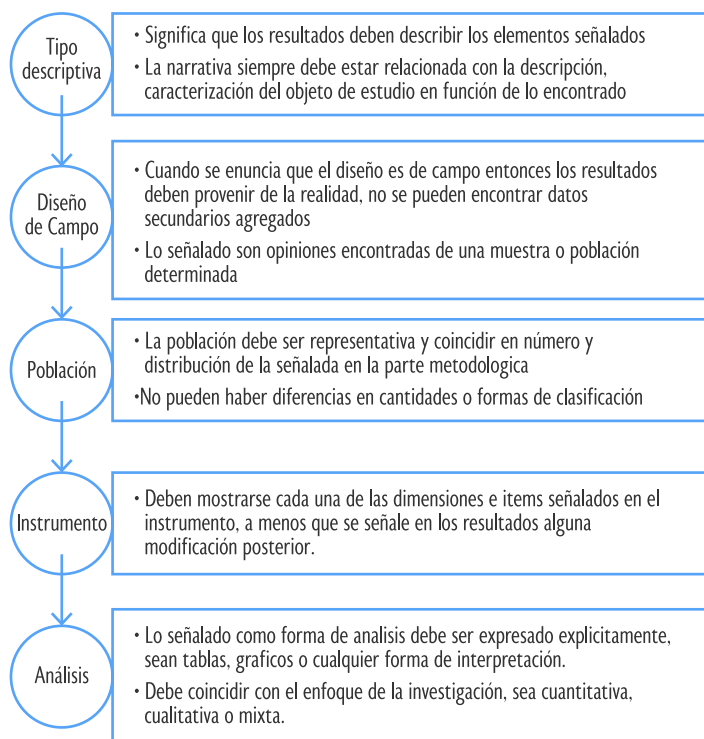 Tipo
descriptiva
• Significa que los resultados deben describir los elementos señalados
• La narrativa siempre debe estar relacionada con la descripción,
caracterización del objeto de estudio en función de lo encontrado
Diseño
de Campo
• Cuando se enuncia que el diseño es de campo entonces los resultados
deben provenir de la realidad, no se pueden encontrar datos
secundarios agregados
• Lo señalado son opiniones encontradas de una muestra o población
determinada
Población
• La población debe ser representativa y coincidir en número y
distribución de la señalada en la parte metodologica
•No pueden haber diferencias en cantidades o formas de clasificación
Instrumento
• Deben mostrarse cada una de las dimensiones e items señalados en el
instrumento, a menos que se señale en los resultados alguna
modificación posterior.
Análisis
• Lo señalado como forma de analisis debe ser expresado explicitamente,
sean tablas, graficos o cualquier forma de interpretación.
• Debe coincidir con el enfoque de la investigación, sea cuantitativa,
cualitativa o mixta.